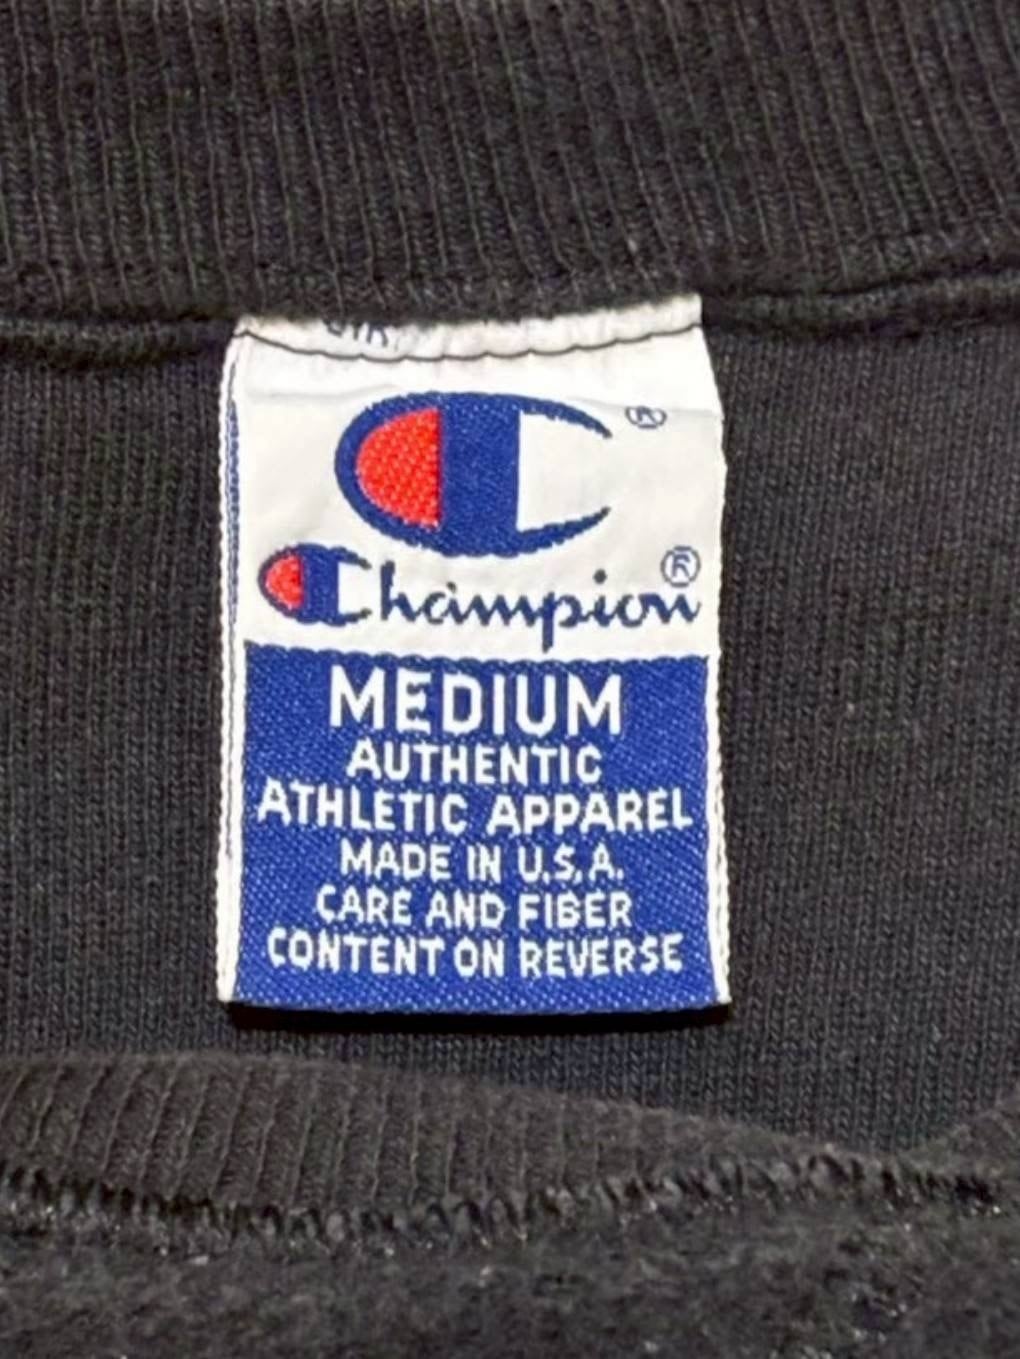 ®
Champion®
MEDIUM
AUTHENTIC
ATHLETIC APPAREL
MADE IN U.S.A.
CARE AND FIBER
CONTENT ON REVERSE